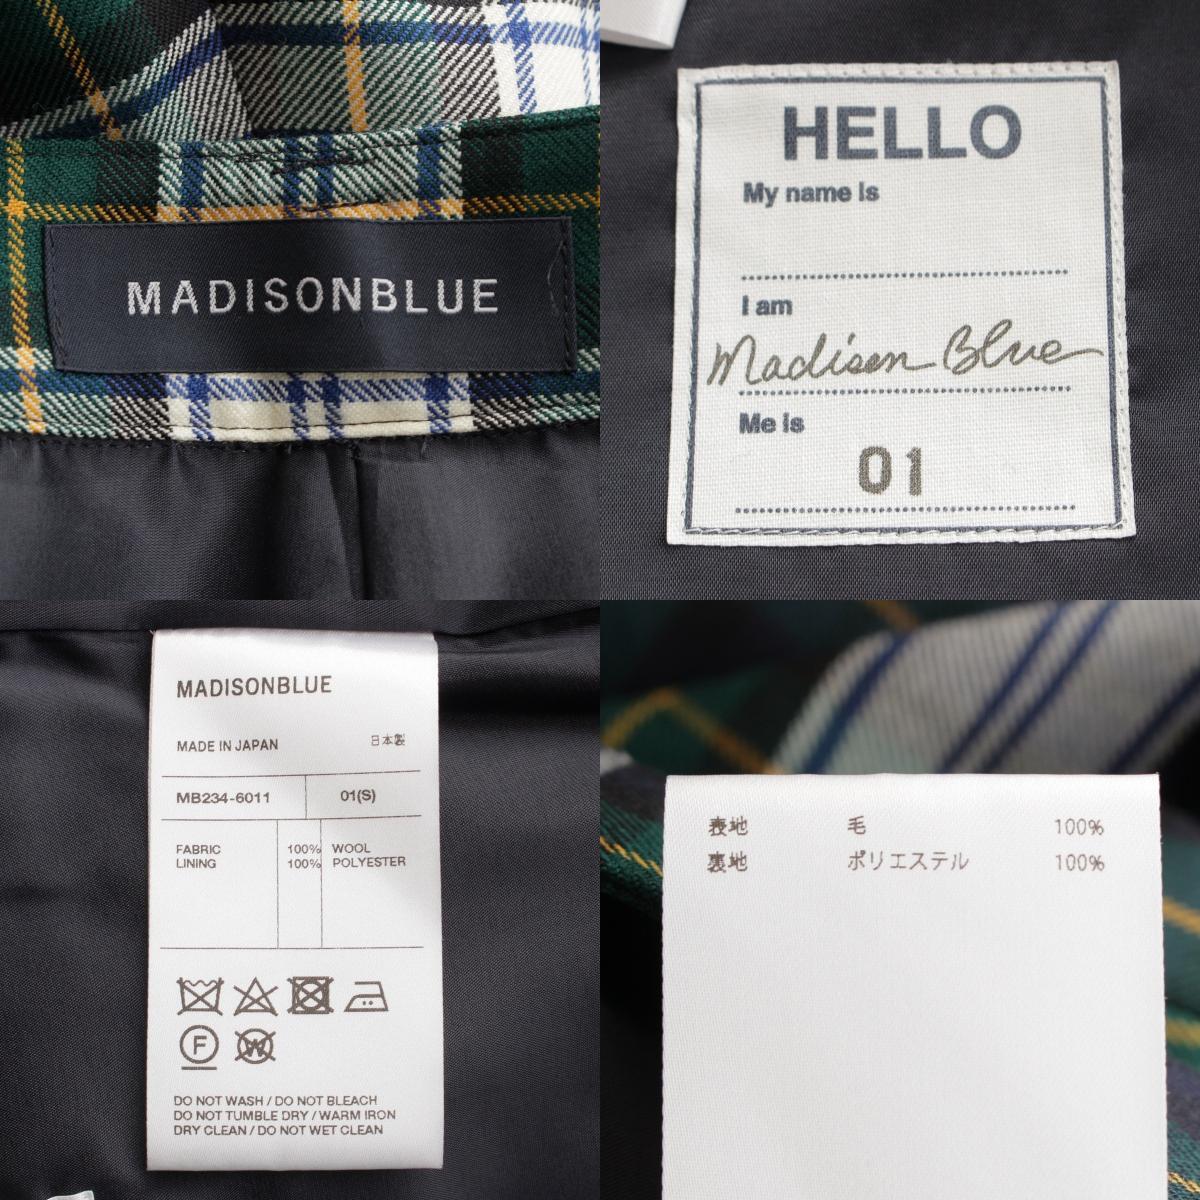 MADISONBLUE
HELLO
My name is
I am
Madisen Blue
Me is
01
MADISONBLUE
MADE IN JAPAN 日本製
MB234-6011 01(S)
FABRIC 100% WOOL
LINING 100% POLYESTER
F
W
DO NOT WASH / DO NOT BLEACH
DO NOT TUMBLE DRY / WARM IRON
DRY CLEAN / DO NOT WET CLEAN
表地 毛 100%
裏地 ポリエステル 100%